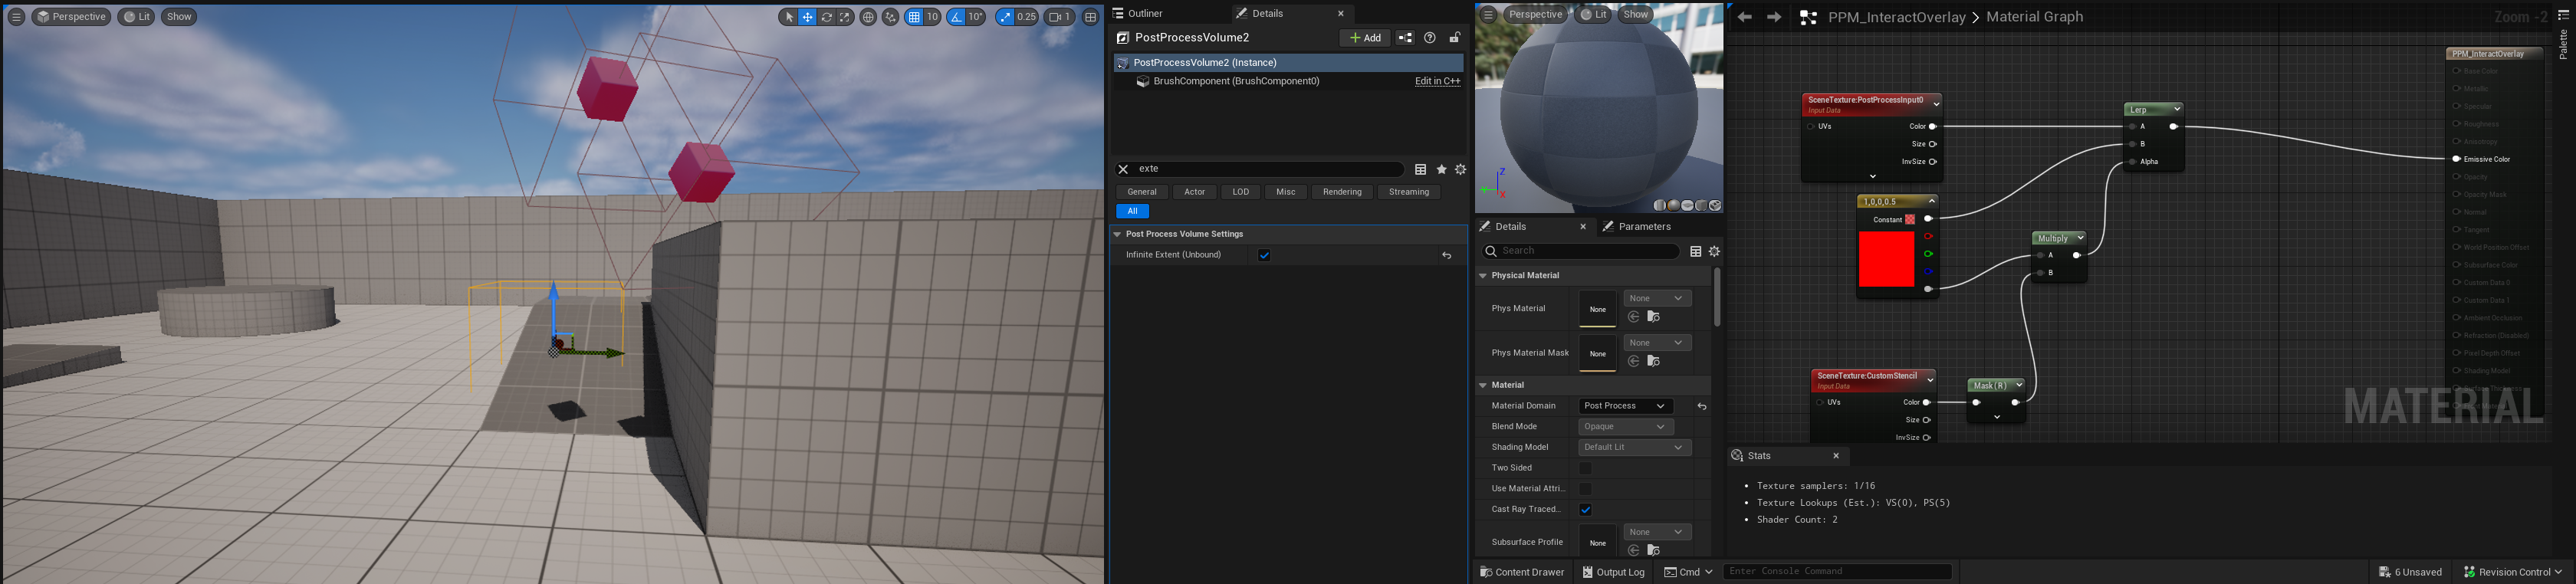 Perspective Lit Show 10 10° 0.25 1
Outliner Details
PostProcessVolume2 Add
PostProcessVolume2 (Instance)
BrushComponent (BrushComponent0) Edit in C++
exte
General Actor LOD Misc Rendering Streaming
All
Post Process Volume Settings
Infinite Extent (Unbound)
Perspective Lit Show
Z
Y
X
Details Parameters
Search
Physical Material
Phys Material None None
Phys Material Mask None None
Material
Material Domain Post Process
Blend Mode Opaque
Shading Model Default Lit
Two Sided
Use Material Attri...
Cast Ray Traced...
Subsurface Profile None None
PPM_InteractOverlay > Material Graph Zoom -2
Palette
SceneTexture:PostProcessInput0
Input Data
UVs Color
Size
InvSize
1,0,0,0.5
Constant
SceneTexture:CustomStencil
Input Data
UVs Color
Size
InvSize
Mask ( R )
Multiply
A
B
Lerp
A
B
Alpha
PPM_InteractOverlay
Base Color
Metallic
Specular
Roughness
Anisotropy
Emissive Color
Opacity
Opacity Mask
Normal
Tangent
World Position Offset
Subsurface Color
Custom Data 0
Custom Data 1
Ambient Occlusion
Refraction (Disabled)
Pixel Depth Offset
Shading Model
MATERIAL
Stats
Texture samplers: 1/16
Texture Lookups (Est.): VS(0), PS(5)
Shader Count: 2
Content Drawer Output Log Cmd Enter Console Command 6 Unsaved Revision Control